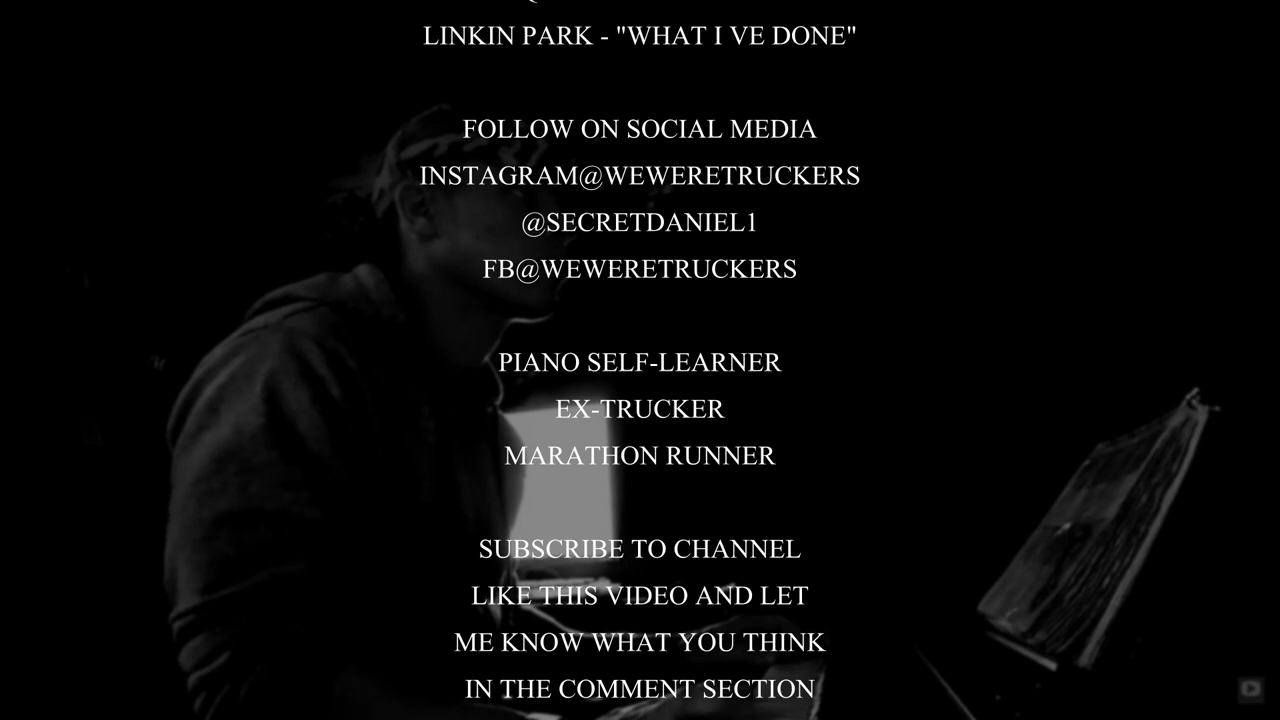 LINKIN PARK - "WHAT I VE DONE"
FOLLOW ON SOCIAL MEDIA
INSTAGRAM@WEWERETRUCKERS
@SECRETDANIEL1
FB@WEWERETRUCKERS
PIANO SELF-LEARNER
EX-TRUCKER
MARATHON RUNNER
SUBSCRIBE TO CHANNEL
LIKE THIS VIDEO AND LET
ME KNOW WHAT YOU THINK
IN THE COMMENT SECTION